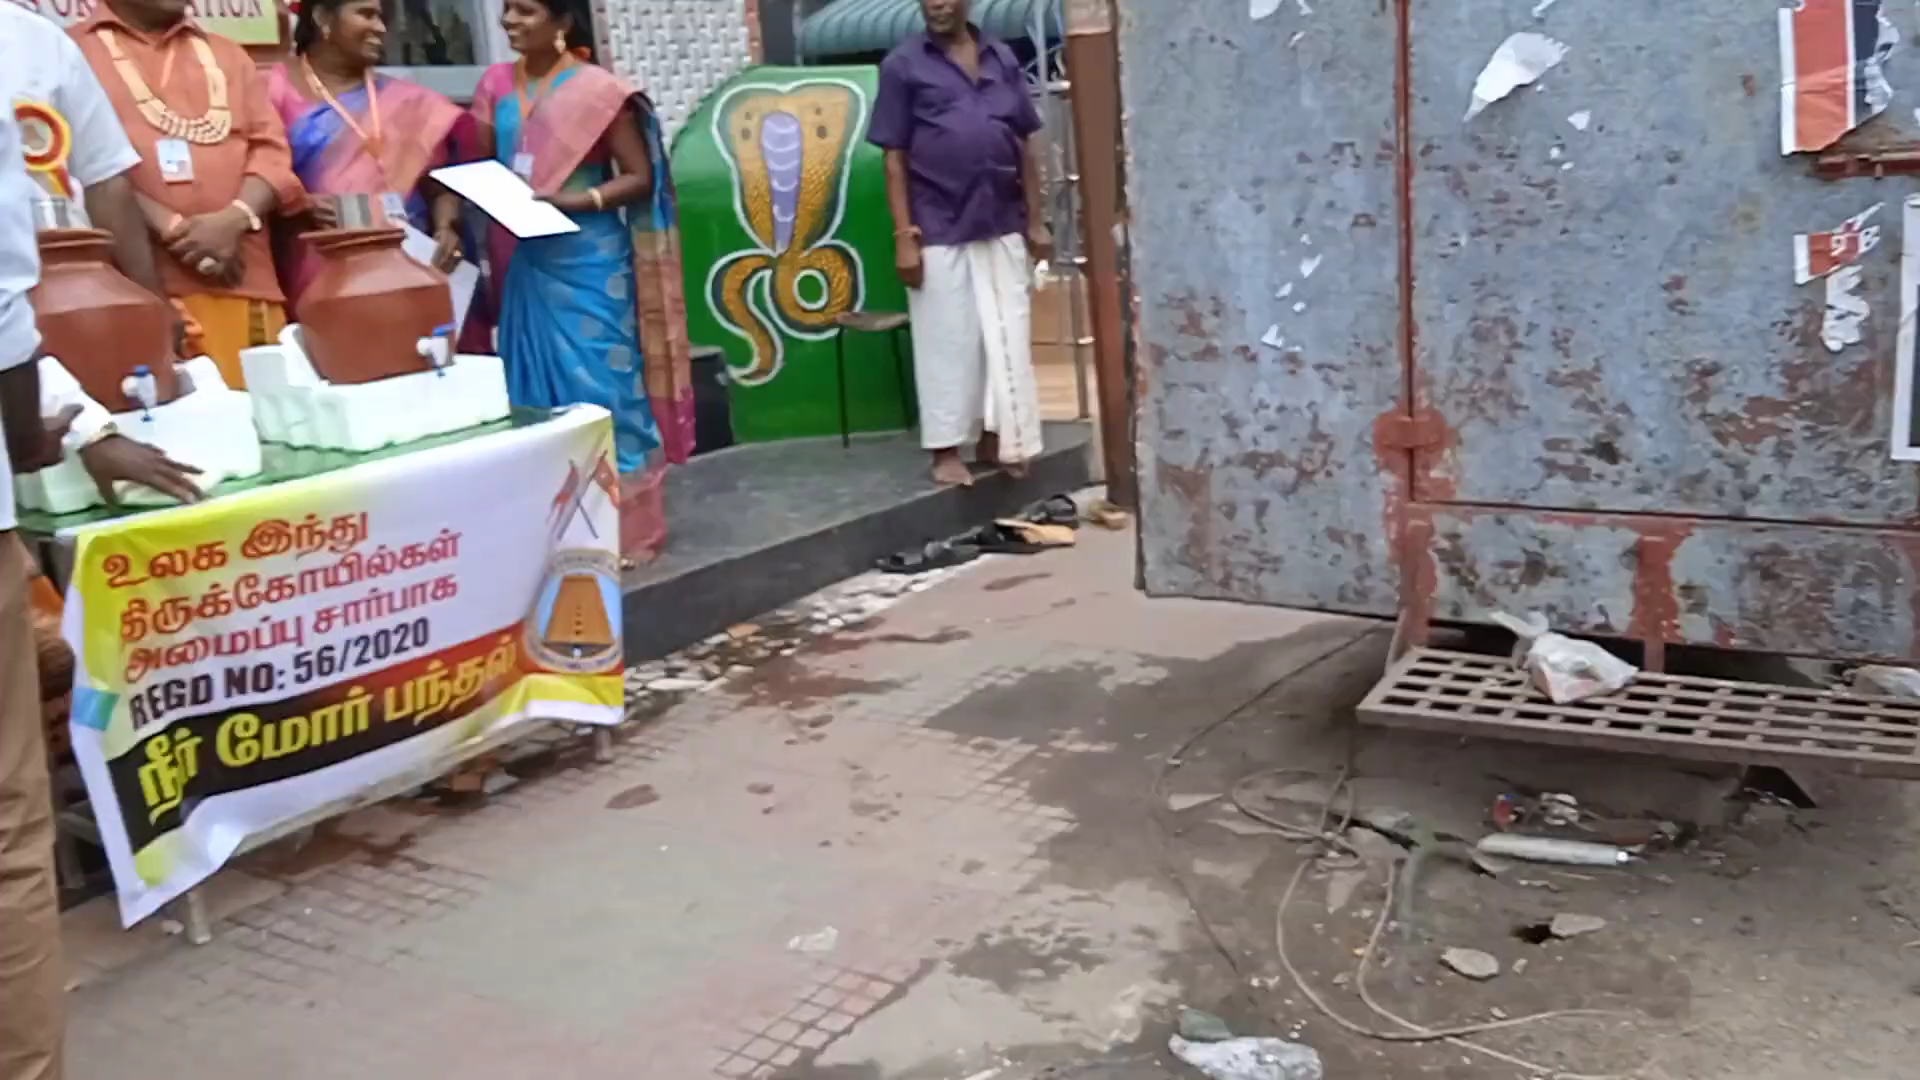 உலக இந்து
திருக்கோயில்கள்
அமைப்பு சார்பாக
REGD NO: 56/2020
நீர் மோர் பந்தல்